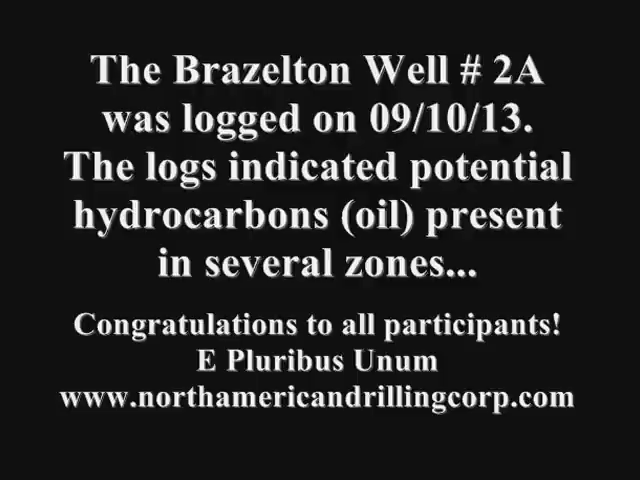 The Brazelton Well # 2A
was logged on 09/10/13.
The logs indicated potential
hydrocarbons (oil) present
in several zones...
Congratulations to all participants!
E Pluribus Unum
www.northamericandrillingcorp.com